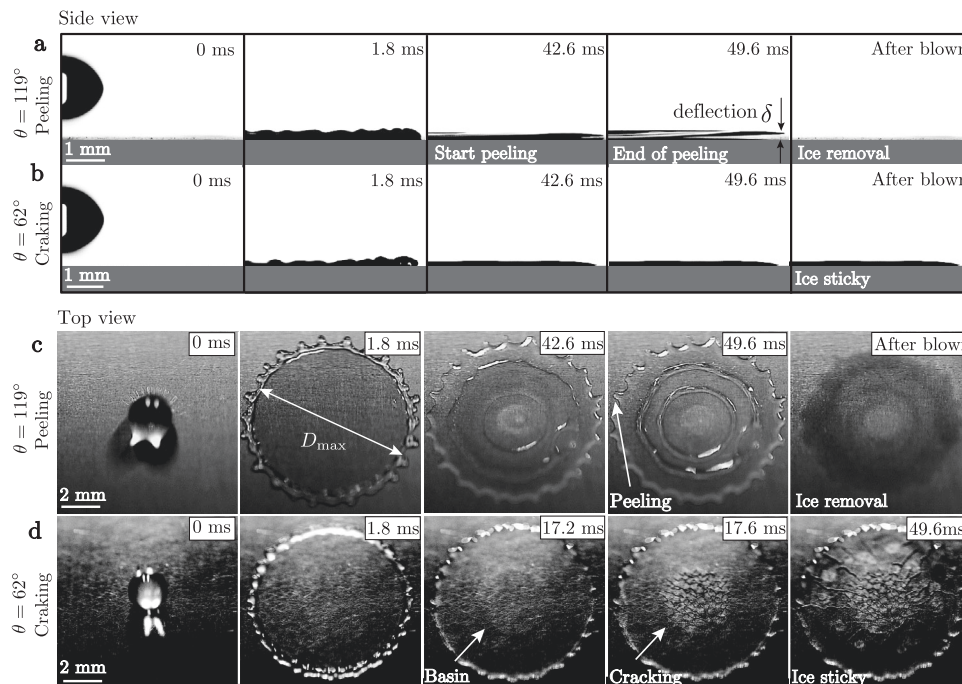 Side view
a
θ = 119°
Peeling
0 ms
1.8 ms
42.6 ms
49.6 ms
After blown
deflection δ
1 mm
Start peeling
End of peeling
Ice removal
b
θ = 62°
Craking
0 ms
1.8 ms
42.6 ms
49.6 ms
After blown
1 mm
Ice sticky
Top view
c
θ = 119°
Peeling
0 ms
1.8 ms
42.6 ms
49.6 ms
After blown
Dmax
2 mm
Peeling
Ice removal
d
θ = 62°
Craking
0 ms
1.8 ms
17.2 ms
17.6 ms
49.6ms
2 mm
Basin
Cracking
Ice sticky